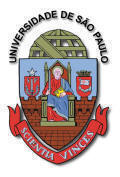 UNIVERSIDADE DE SÃO PAULO
SCIENTIA VINCES